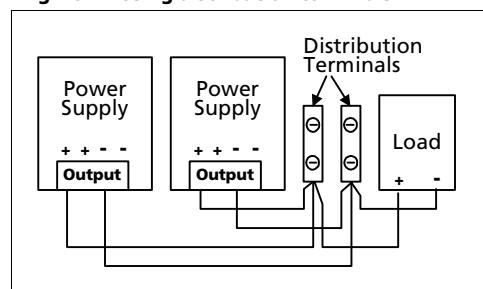 Distribution
Terminals
Power
Supply
+ + - -
Output
Power
Supply
+ + - -
Output
Load
+ -